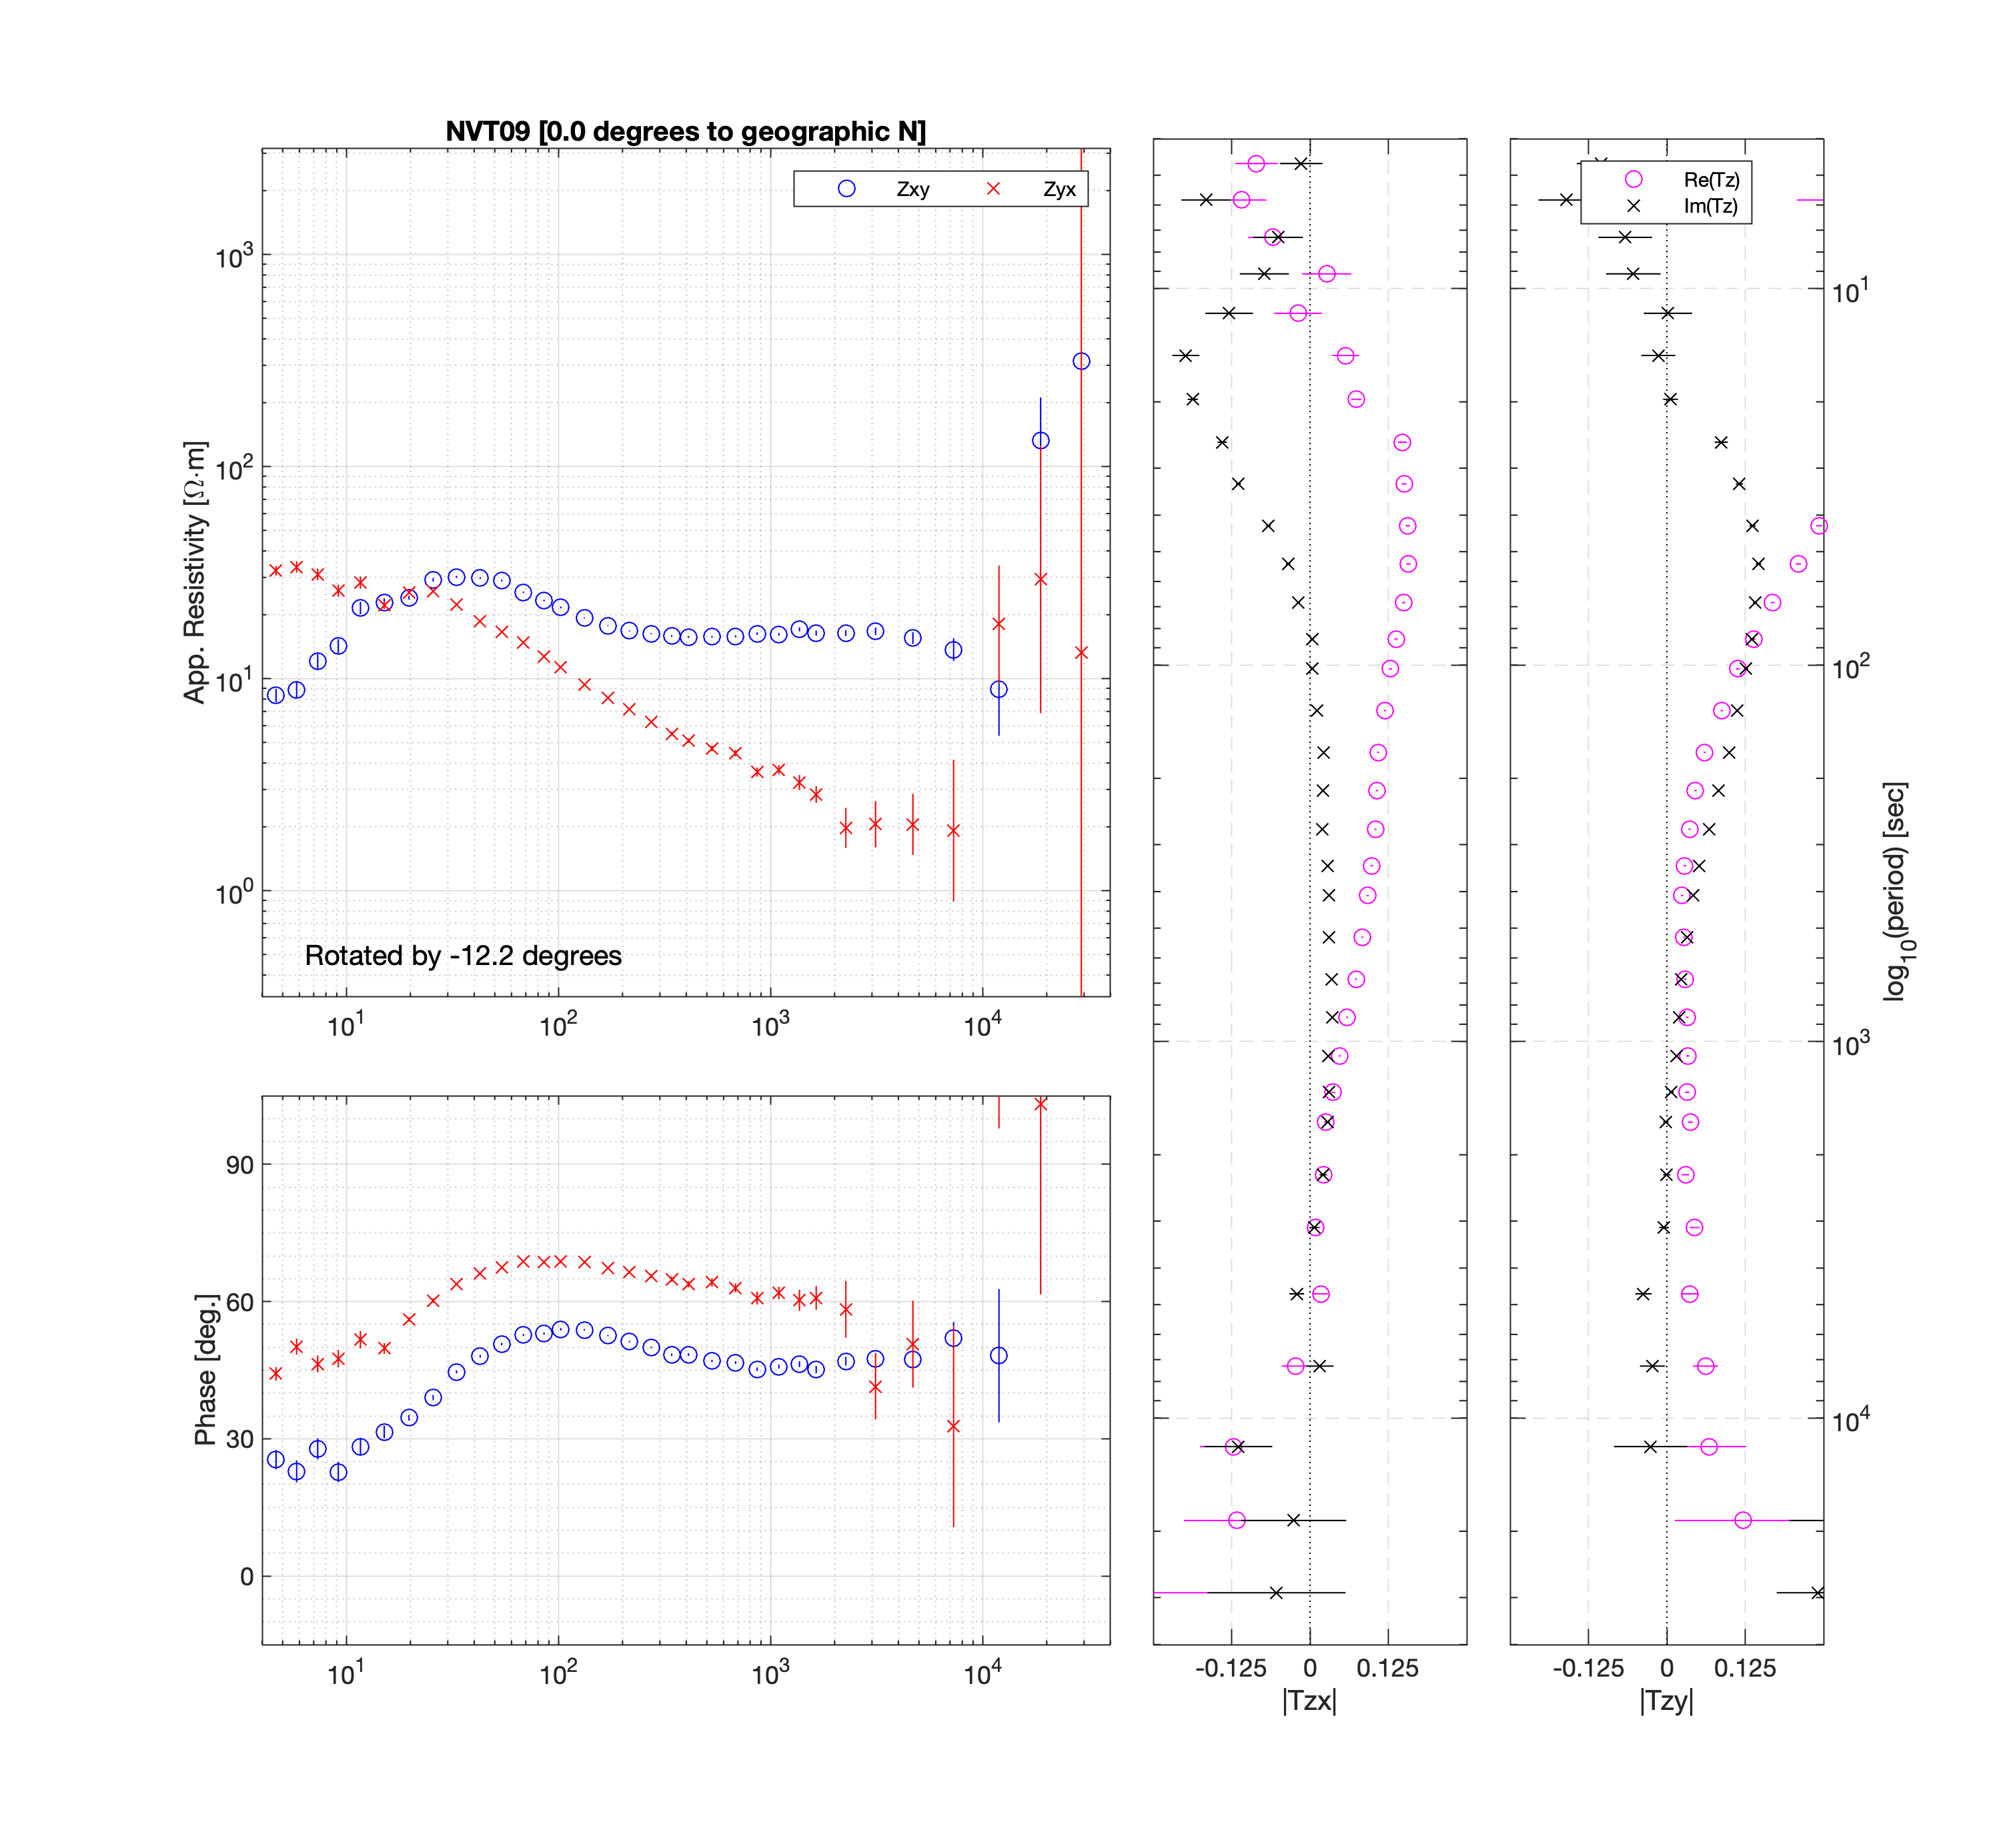 NVT09 [0.0 degrees to geographic N]
Zxy Zyx
App. Resistivity [Ω·m]
10³
10²
10¹
10⁰
Rotated by -12.2 degrees
10¹ 10² 10³ 10⁴
Phase [deg.]
90
60
30
0
10¹ 10² 10³ 10⁴
-0.125 0 0.125
|Tzx|
Re(Tz)
Im(Tz)
10¹
10²
10³
10⁴
log₁₀(period) [sec]
-0.125 0 0.125
|Tzy|